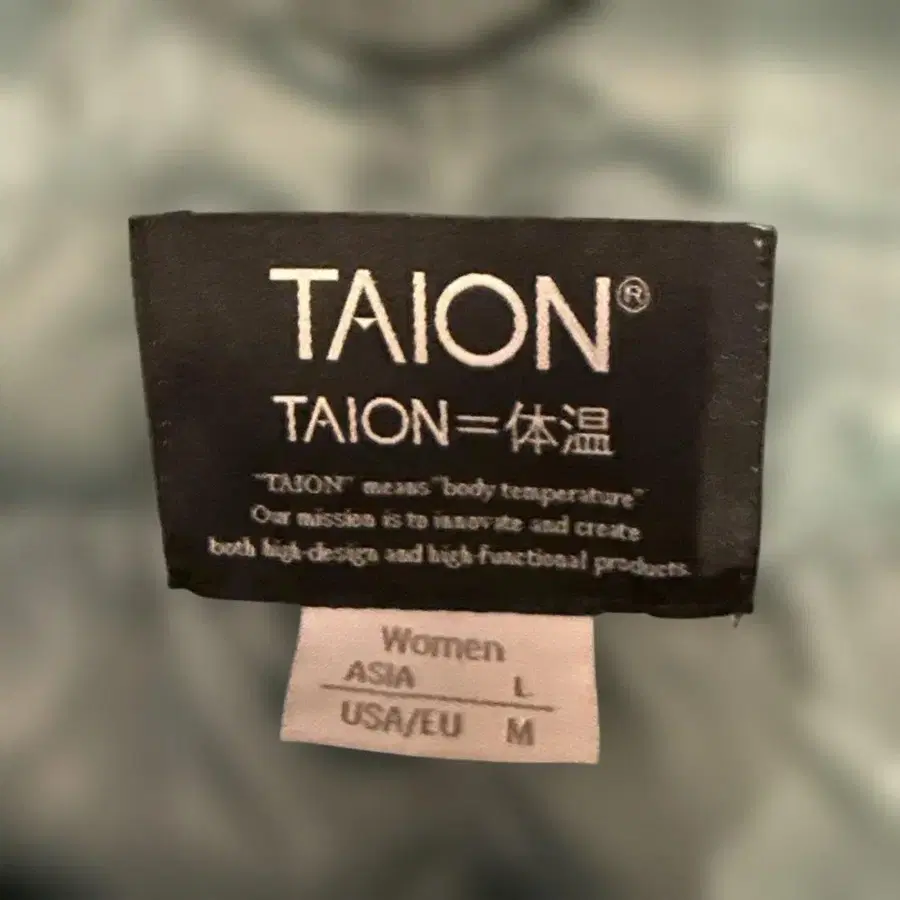 TAION®
TAION=体温
"TAION" means "body temperature"
Our mission is to innovate and create
both high-design and high-functional products.
Women
ASIA L
USA/EU M